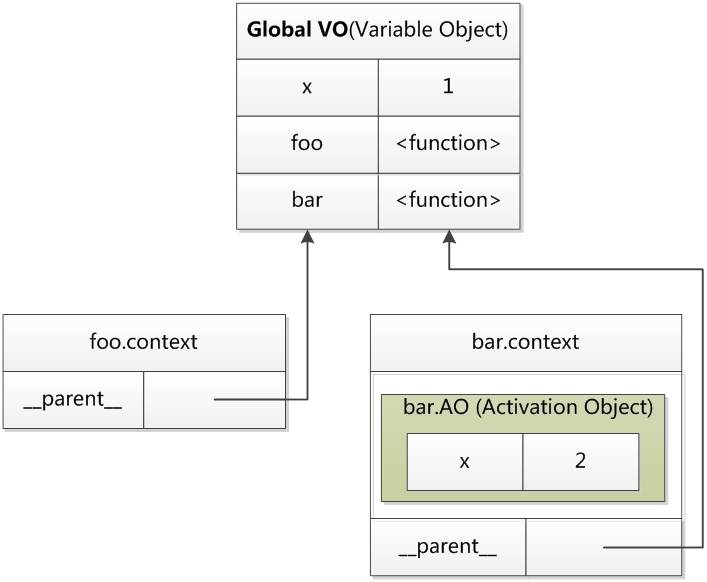 Global VO(Variable Object)
x 1
foo <function>
bar <function>
foo.context
__parent__
bar.context
bar.AO (Activation Object)
x 2
__parent__